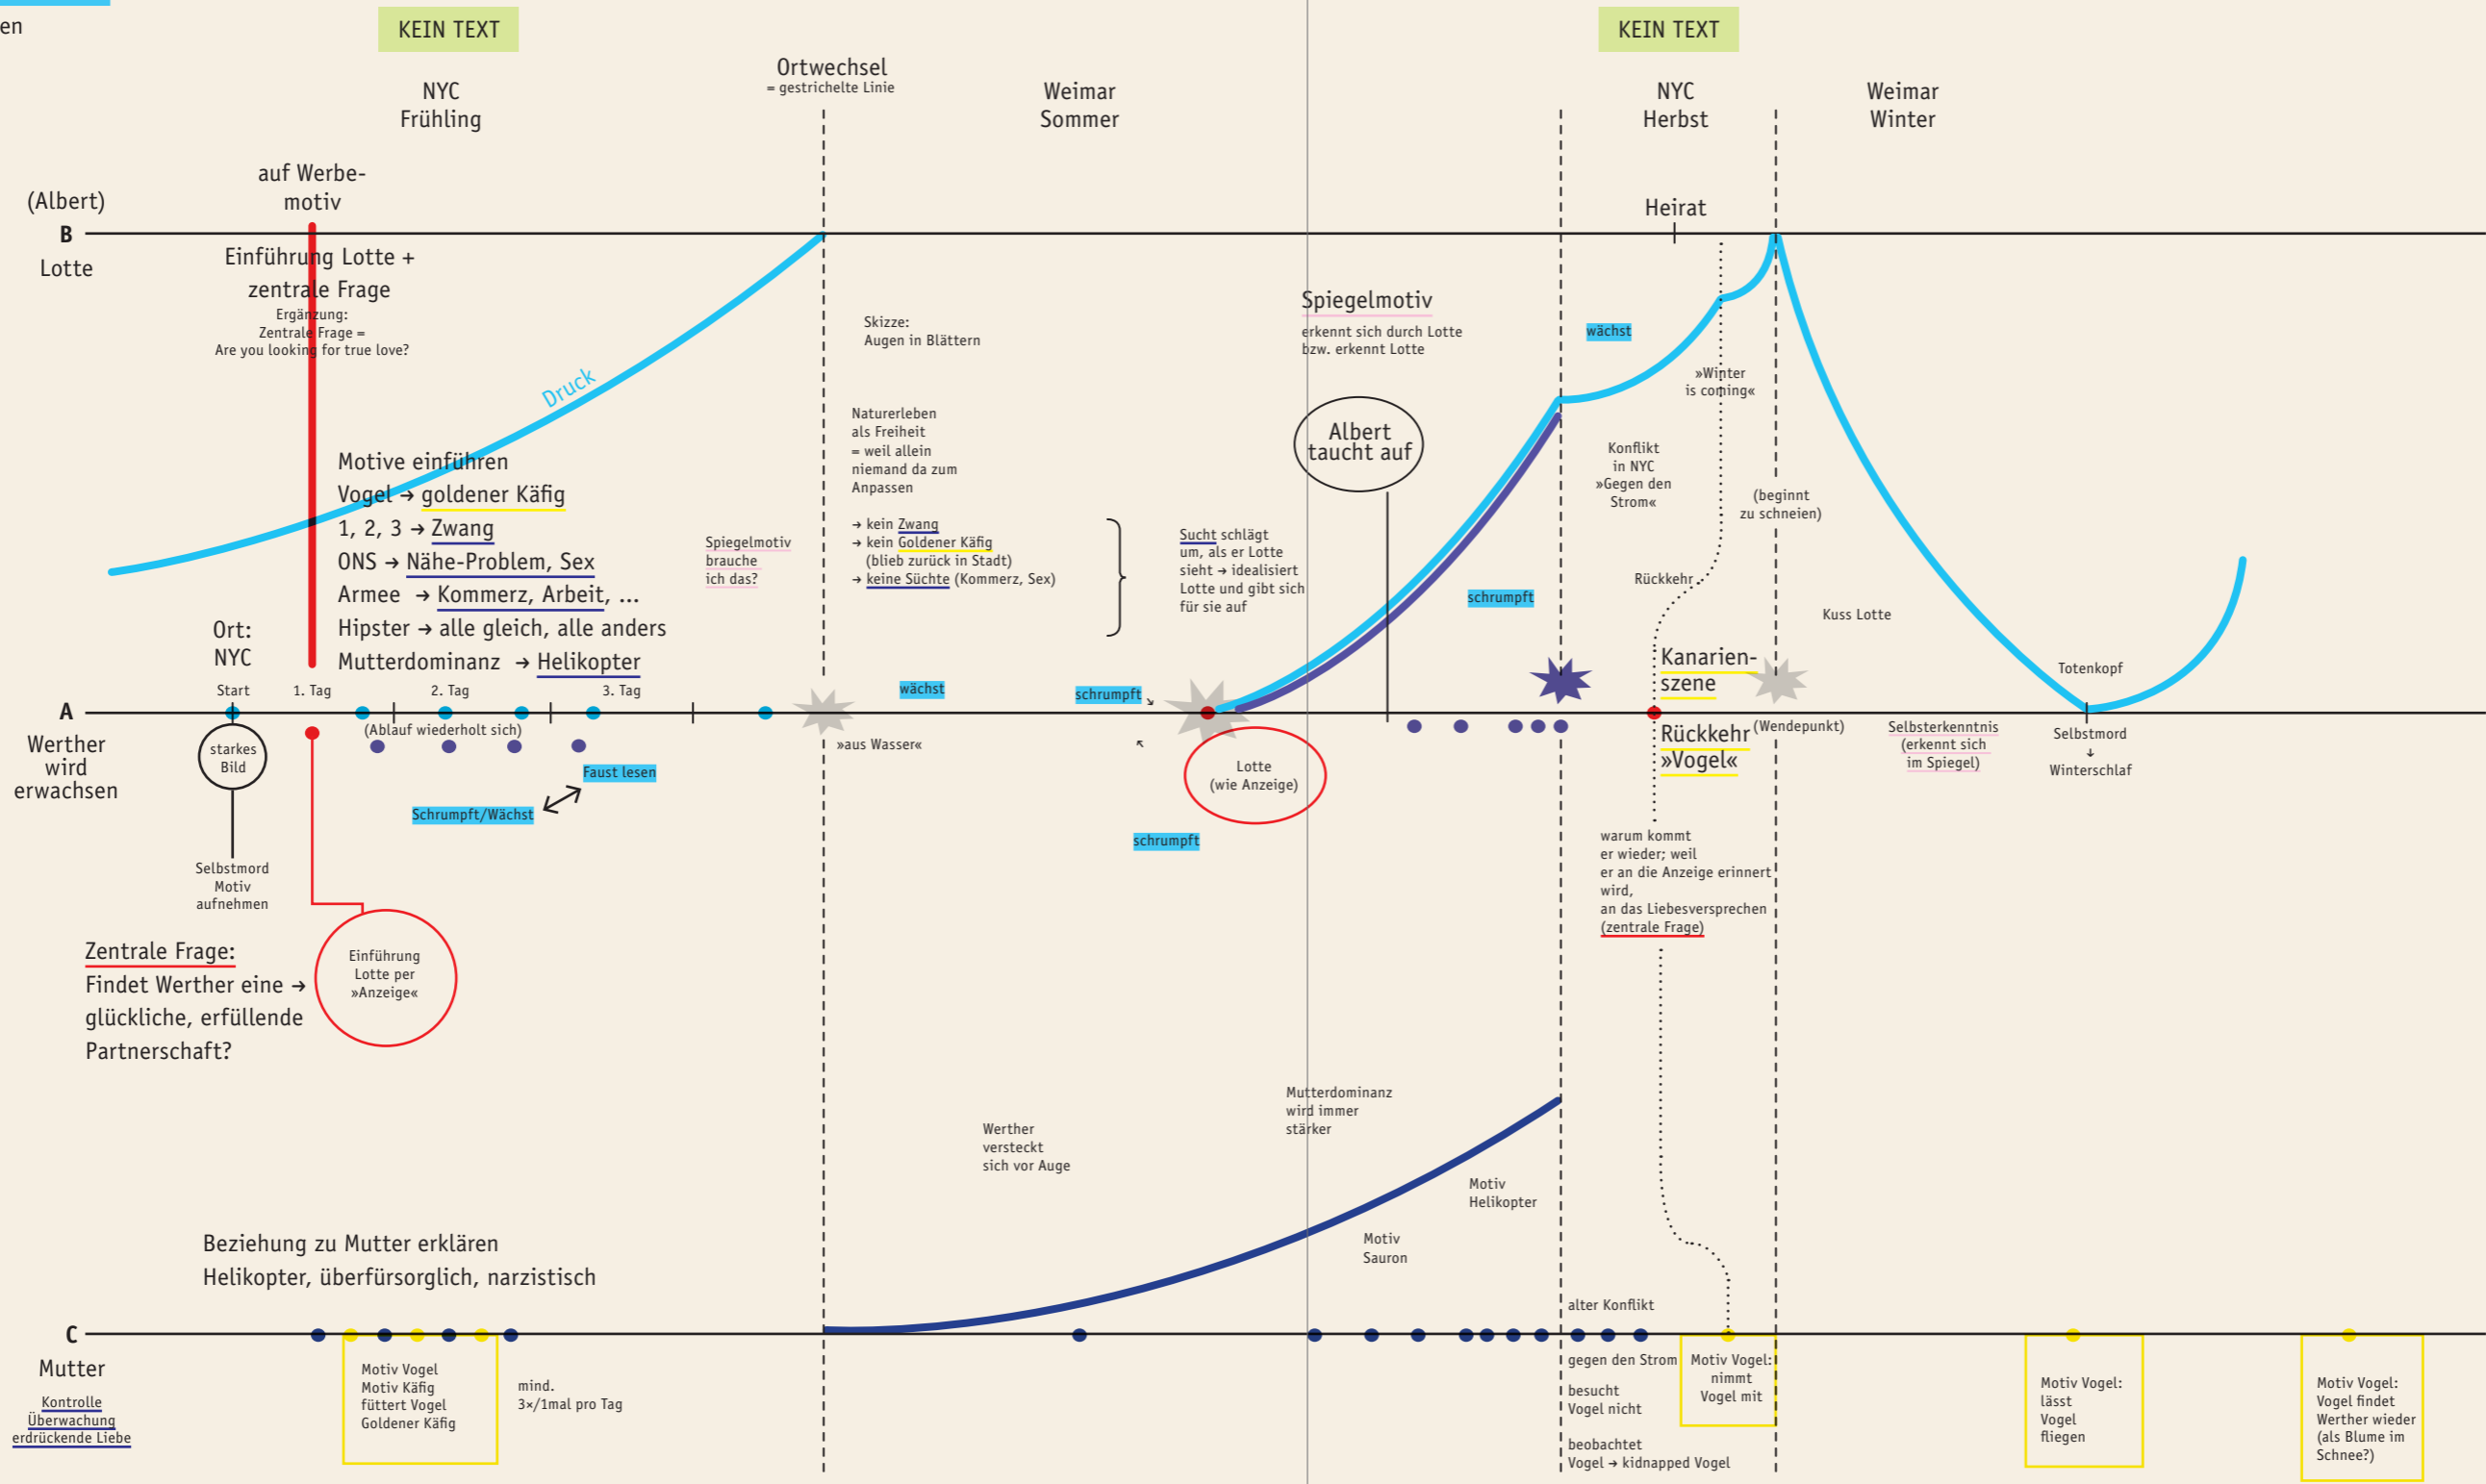 en
KEIN TEXT
KEIN TEXT
NYC
Frühling
Ortwechsel
= gestrichelte Linie
Weimar
Sommer
NYC
Herbst
Weimar
Winter
(Albert)
B
Lotte
auf Werbe-
motiv
Heirat
Einführung Lotte +
zentrale Frage
Ergänzung:
Zentrale Frage =
Are you looking for true love?
Druck
Skizze:
Augen in Blättern
Spiegelmotiv
erkennt sich durch Lotte
bzw. erkennt Lotte
wächst
»Winter
is coming«
Naturerleben
als Freiheit
= weil allein
niemand da zum
Anpassen
Albert
taucht auf
Konflikt
in NYC
»Gegen den
Strom«
(beginnt
zu schneien)
Motive einführen
Vogel → goldener Käfig
1, 2, 3 → Zwang
ONS → Nähe-Problem, Sex
Armee → Kommerz, Arbeit, ...
Hipster → alle gleich, alle anders
Mutterdominanz → Helikopter
Spiegelmotiv
brauche
ich das?
→ kein Zwang
→ kein Goldener Käfig
(blieb zurück in Stadt)
→ keine Süchte (Kommerz, Sex)
Sucht schlägt
um, als er Lotte
sieht → idealisiert
Lotte und gibt sich
für sie auf
schrumpft
Rückkehr
Kuss Lotte
Ort:
NYC
Start
1. Tag
2. Tag
3. Tag
wächst
schrumpft
Kanarien-
szene
Totenkopf
A
Werther
wird
erwachsen
starkes
Bild
(Ablauf wiederholt sich)
»aus Wasser«
Faust lesen
Schrumpft/Wächst
Lotte
(wie Anzeige)
schrumpft
Rückkehr
»Vogel«
(Wendepunkt)
Selbsterkenntnis
(erkennt sich
im Spiegel)
Selbstmord
↓
Winterschlaf
Selbstmord
Motiv
aufnehmen
warum kommt
er wieder; weil
er an die Anzeige erinnert
wird,
an das Liebesversprechen
(zentrale Frage)
Zentrale Frage:
Findet Werther eine →
glückliche, erfüllende
Partnerschaft?
Einführung
Lotte per
»Anzeige«
Werther
versteckt
sich vor Auge
Mutterdominanz
wird immer
stärker
Motiv
Helikopter
Motiv
Sauron
Beziehung zu Mutter erklären
Helikopter, überfürsorglich, narzistisch
alter Konflikt
C
Mutter
Kontrolle
Überwachung
erdrückende Liebe
Motiv Vogel
Motiv Käfig
füttert Vogel
Goldener Käfig
mind.
3×/1mal pro Tag
gegen den Strom
besucht
Vogel nicht
beobachtet
Vogel → kidnapped Vogel
Motiv Vogel:
nimmt
Vogel mit
Motiv Vogel:
lässt
Vogel
fliegen
Motiv Vogel:
Vogel findet
Werther wieder
(als Blume im
Schnee?)